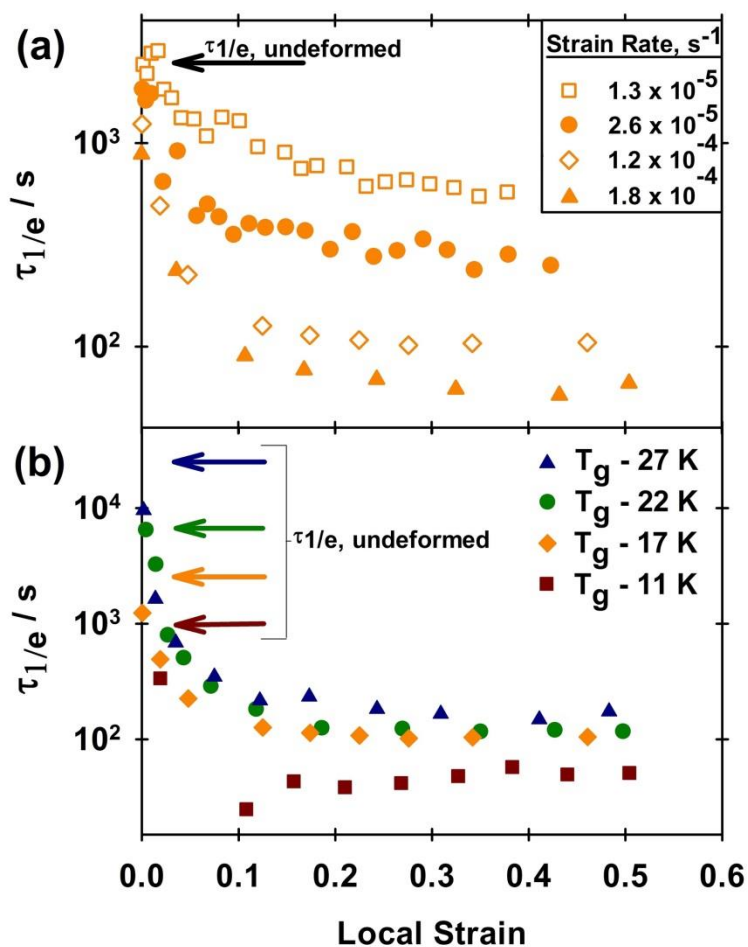 (a)
τ1/e, undeformed
Strain Rate, s⁻¹
1.3 x 10⁻⁵
2.6 x 10⁻⁵
1.2 x 10⁻⁴
1.8 x 10⁻⁴
10³
10²
τ1/e / s
(b)
τ1/e, undeformed
Tg - 27 K
Tg - 22 K
Tg - 17 K
Tg - 11 K
10⁴
10³
10²
τ1/e / s
0.0 0.1 0.2 0.3 0.4 0.5 0.6
Local Strain